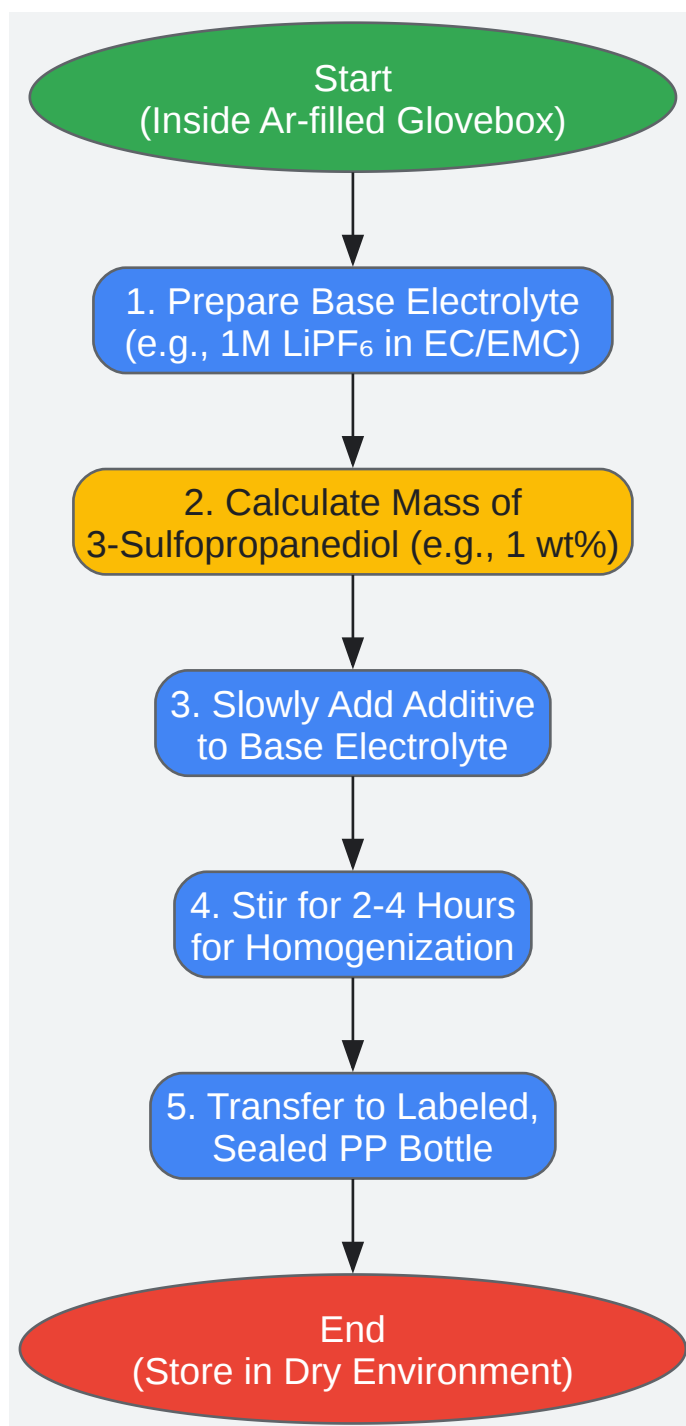 Start
(Inside Ar-filled Glovebox)
1. Prepare Base Electrolyte
(e.g., 1M LiPF₆ in EC/EMC)
2. Calculate Mass of
3-Sulfopropanediol (e.g., 1 wt%)
3. Slowly Add Additive
to Base Electrolyte
4. Stir for 2-4 Hours
for Homogenization
5. Transfer to Labeled,
Sealed PP Bottle
End
(Store in Dry Environment)